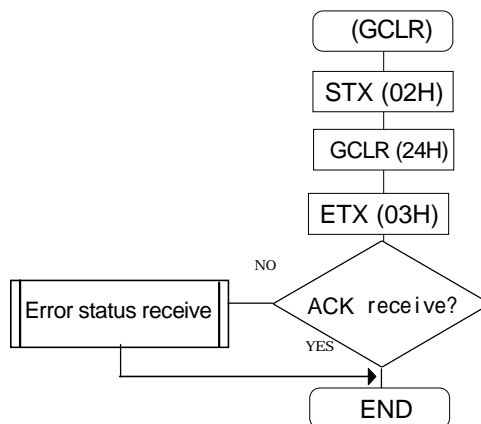 (GCLR)
STX (02H)
GCLR (24H)
ETX (03H)
NO
Error status receive
ACK receive?
YES
END